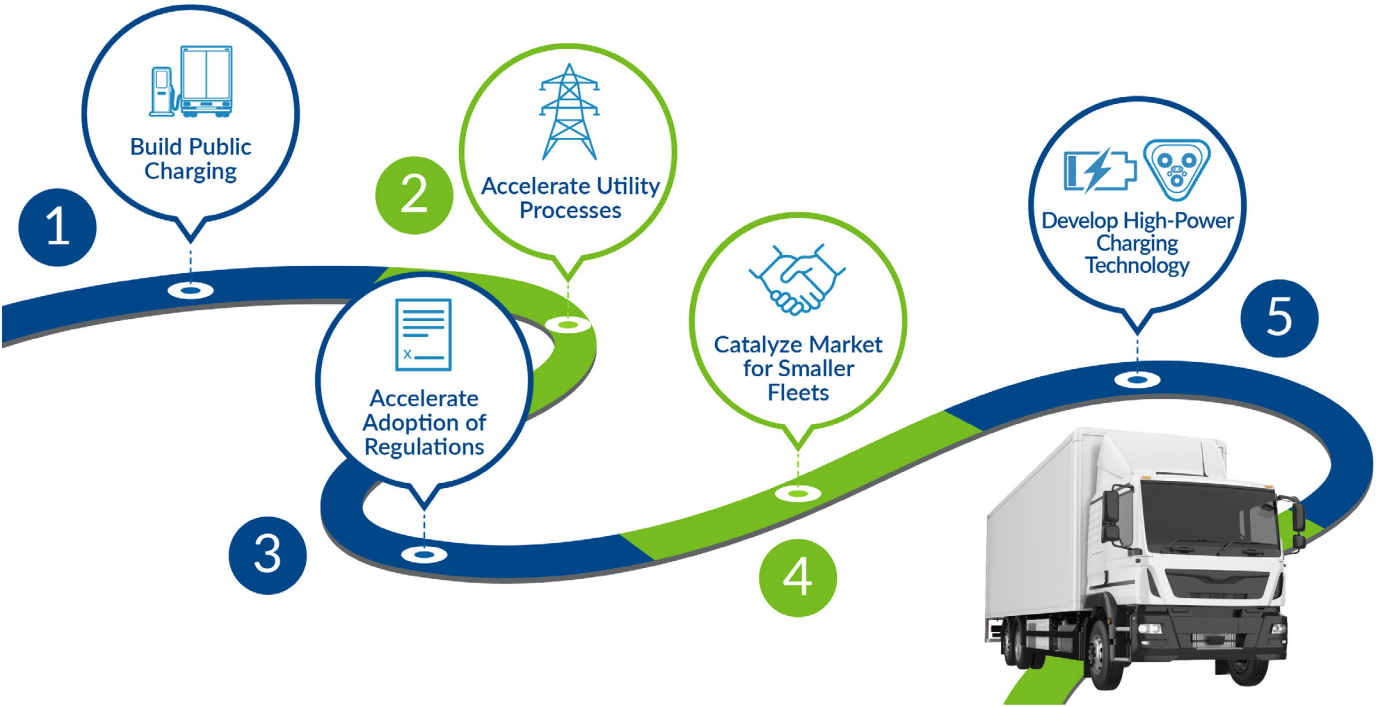 1
Build Public
Charging
2
Accelerate Utility
Processes
3
x
Accelerate
Adoption of
Regulations
4
Catalyze Market
for Smaller
Fleets
5
Develop High-Power
Charging
Technology